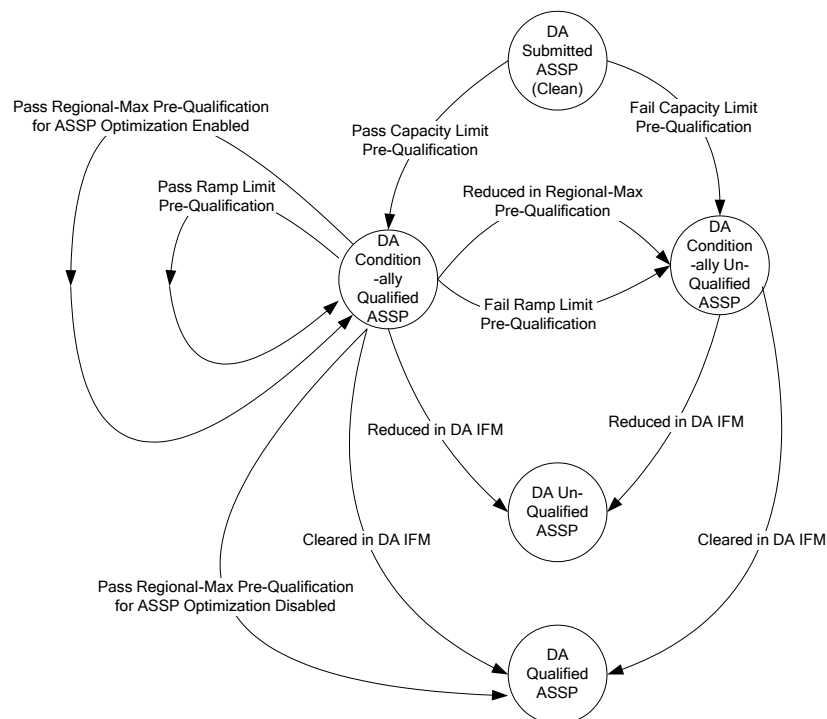 DA
Submitted
ASSP
(Clean)
Pass Regional-Max Pre-Qualification
for ASSP Optimization Enabled
Pass Capacity Limit
Pre-Qualification
Fail Capacity Limit
Pre-Qualification
Pass Ramp Limit
Pre-Qualification
Reduced in Regional-Max
Pre-Qualification
DA
Condition
-ally
Qualified
ASSP
DA
Condition
-ally Un-
Qualified
ASSP
Fail Ramp Limit
Pre-Qualification
Reduced in DA IFM
Reduced in DA IFM
DA Un-
Qualified
ASSP
Cleared in DA IFM
Cleared in DA IFM
Pass Regional-Max Pre-Qualification
for ASSP Optimization Disabled
DA
Qualified
ASSP